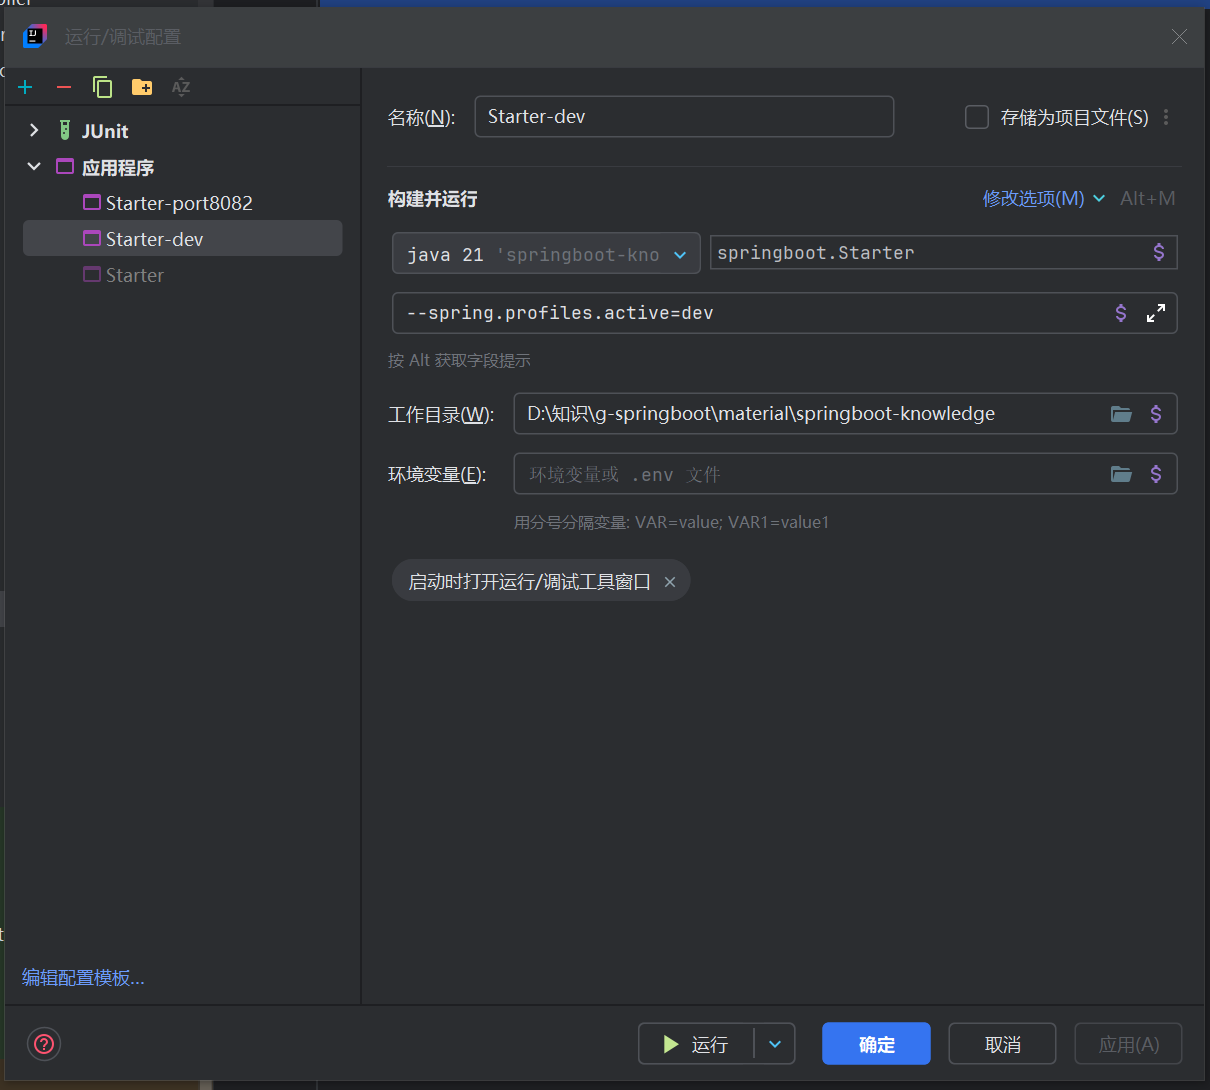 运行/调试配置
AZ
JUnit
应用程序
Starter-port8082
Starter-dev
Starter
编辑配置模板...
名称(N):
Starter-dev
存储为项目文件(S)
构建并运行
修改选项(M)
Alt+M
java 21 'springboot-kno
springboot.Starter
--spring.profiles.active=dev
按 Alt 获取字段提示
工作目录(W):
D:\知识\g-springboot\material\springboot-knowledge
环境变量(E):
环境变量或 .env 文件
用分号分隔变量: VAR=value; VAR1=value1
启动时打开运行/调试工具窗口
运行
确定
取消
应用(A)